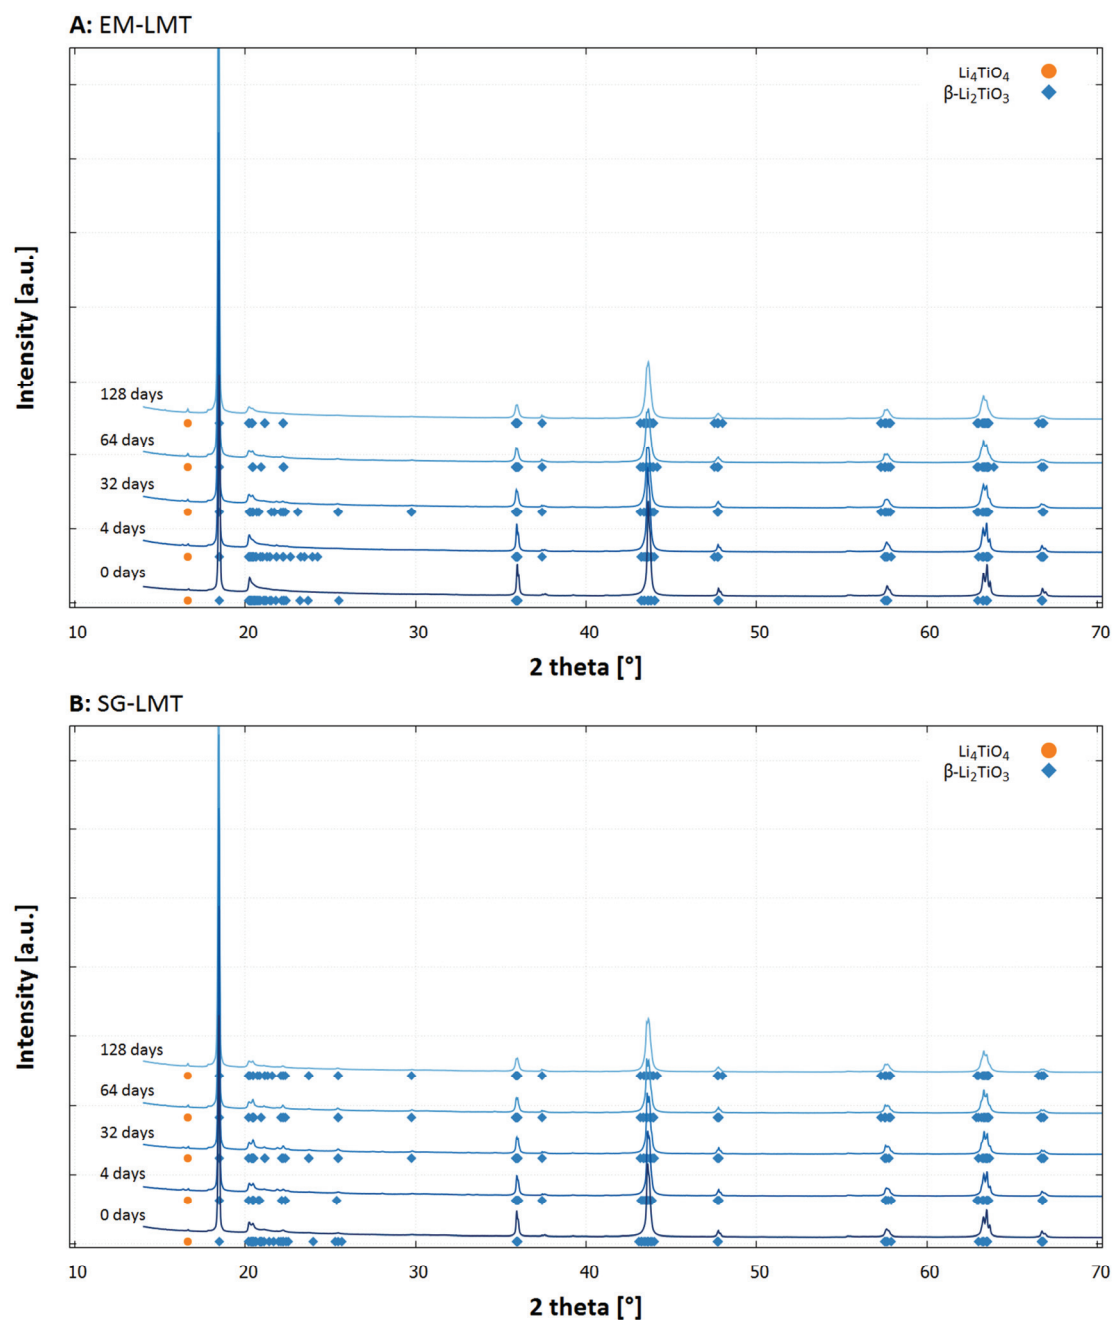 A: EM-LMT
Li₄TiO₄
β-Li₂TiO₃
Intensity [a.u.]
128 days
64 days
32 days
4 days
0 days
10 20 30 40 50 60 70
2 theta [°]
B: SG-LMT
Li₄TiO₄
β-Li₂TiO₃
Intensity [a.u.]
128 days
64 days
32 days
4 days
0 days
10 20 30 40 50 60 70
2 theta [°]